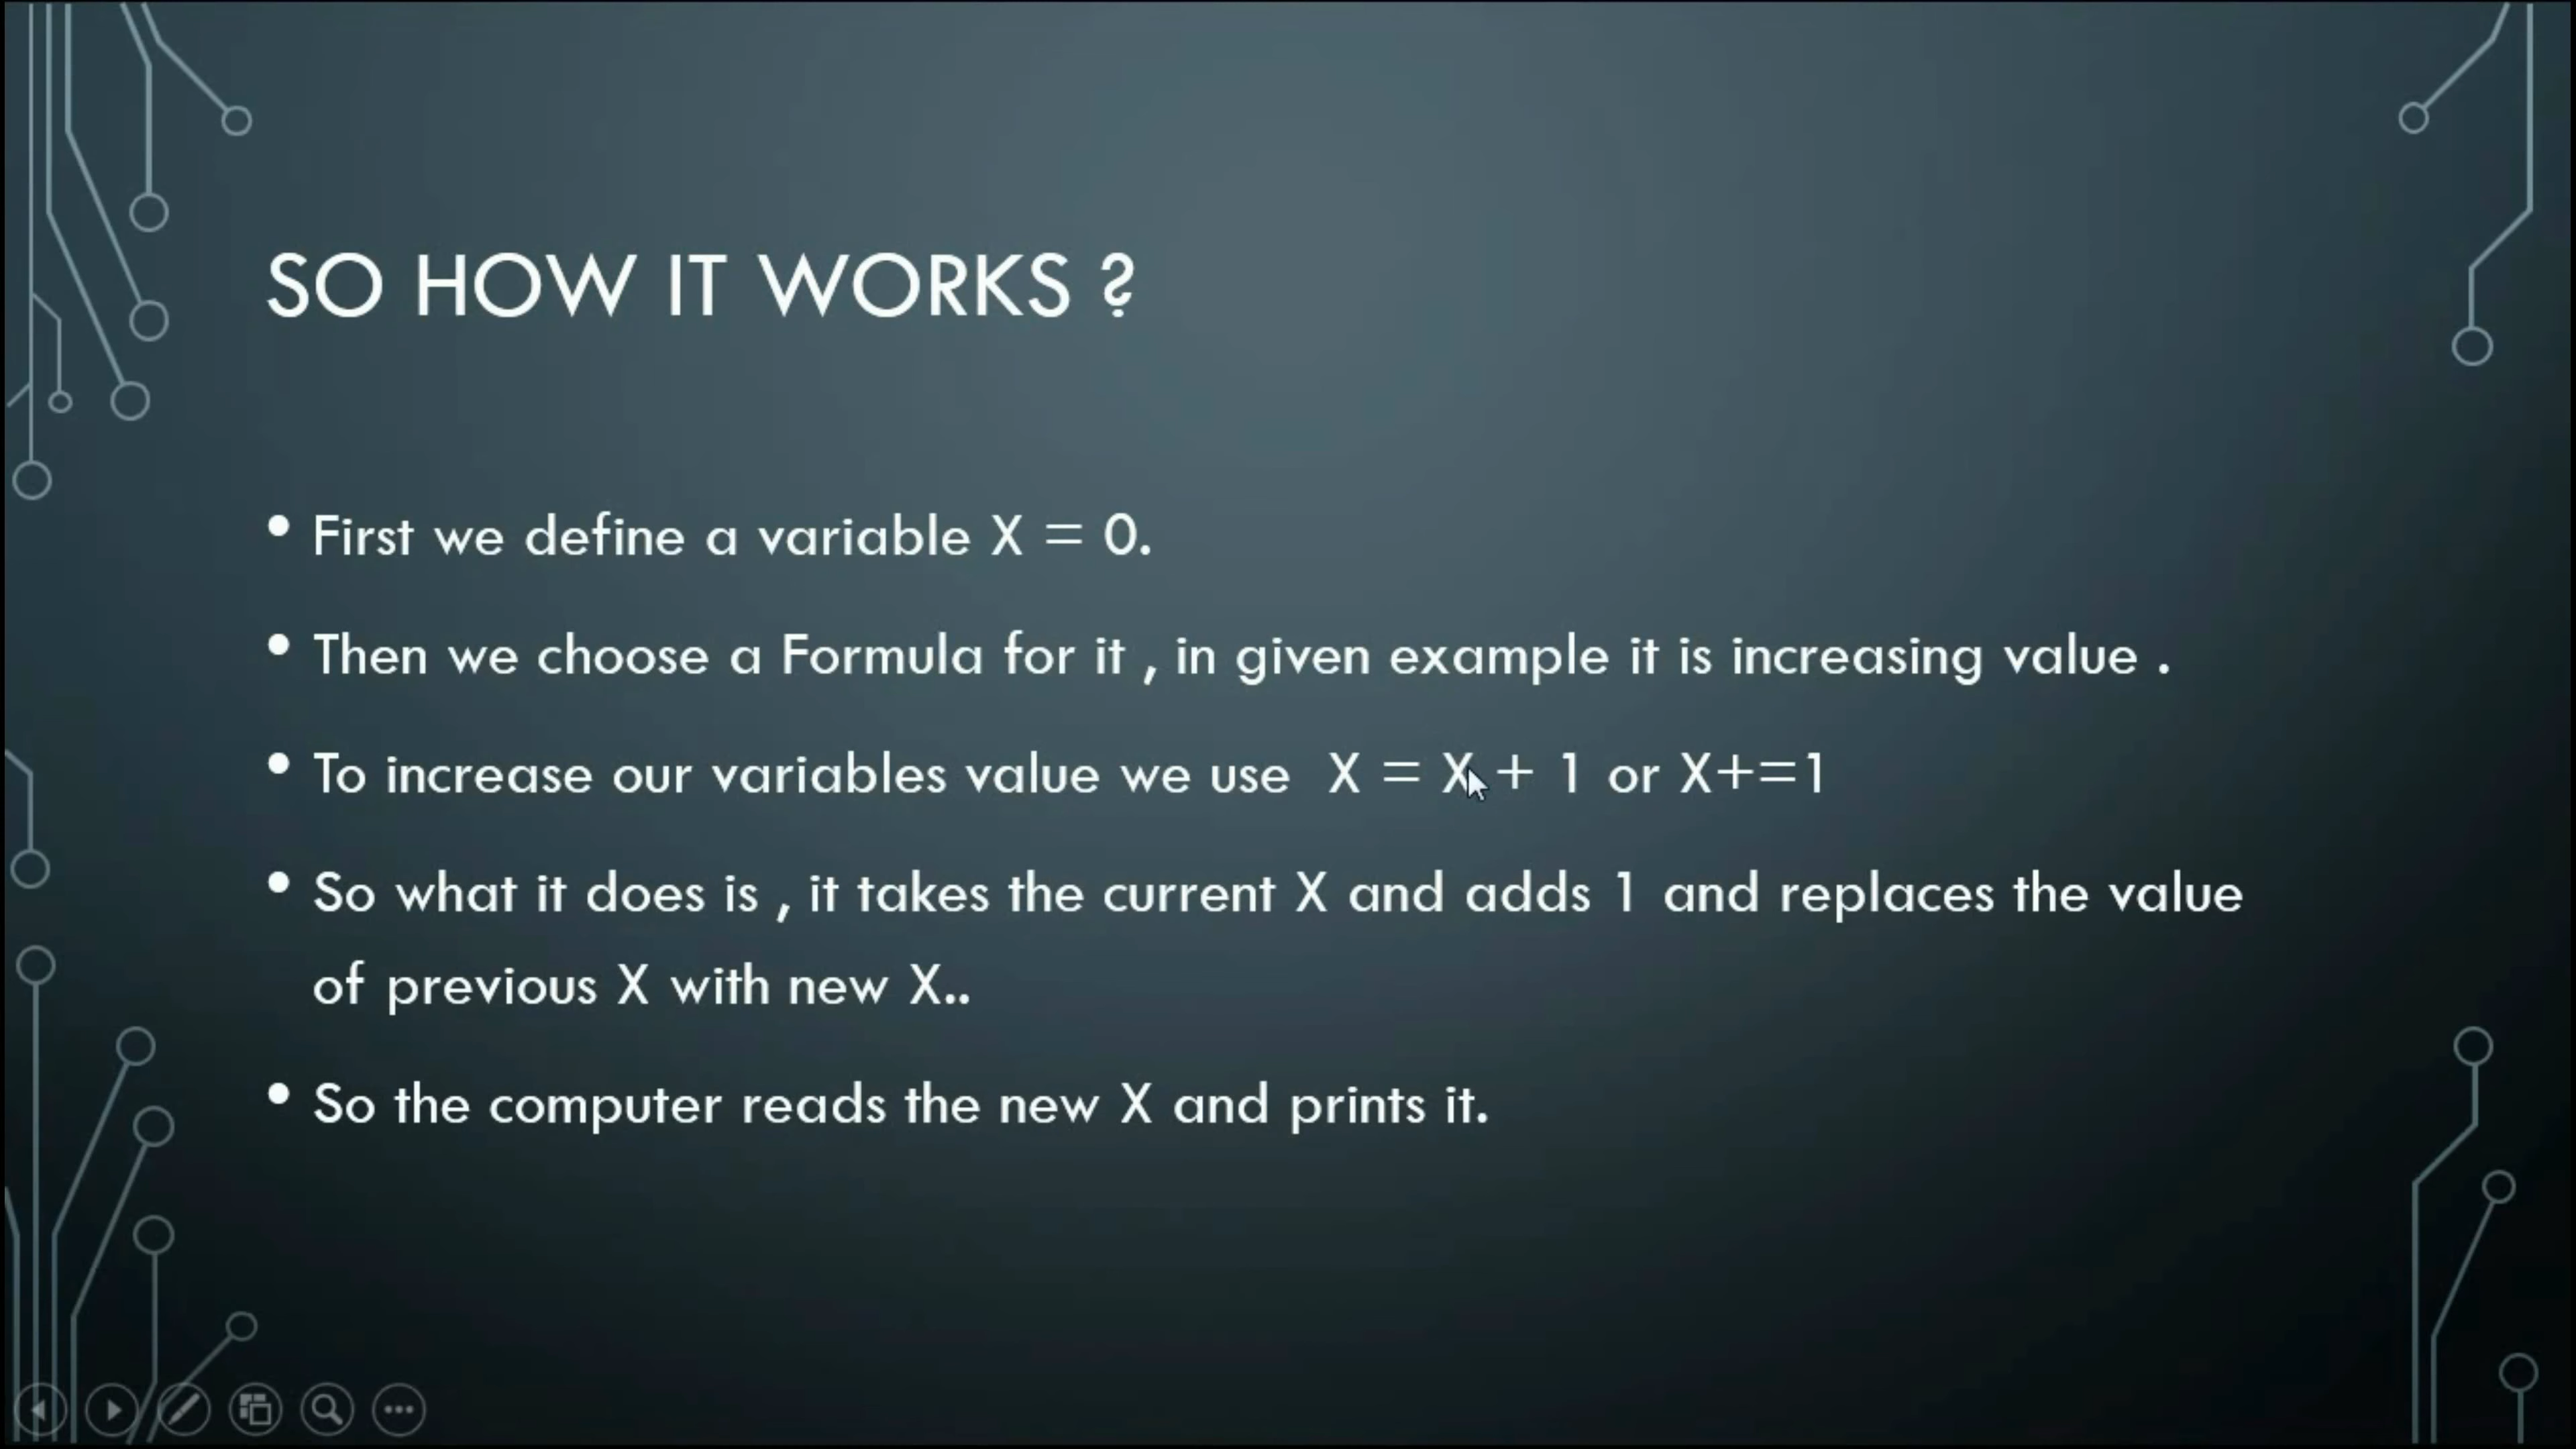 SO HOW IT WORKS ?
• First we define a variable X = 0.
• Then we choose a Formula for it , in given example it is increasing value .
• To increase our variables value we use  X = X + 1 or X+=1
• So what it does is , it takes the current X and adds 1 and replaces the value
of previous X with new X..
• So the computer reads the new X and prints it.